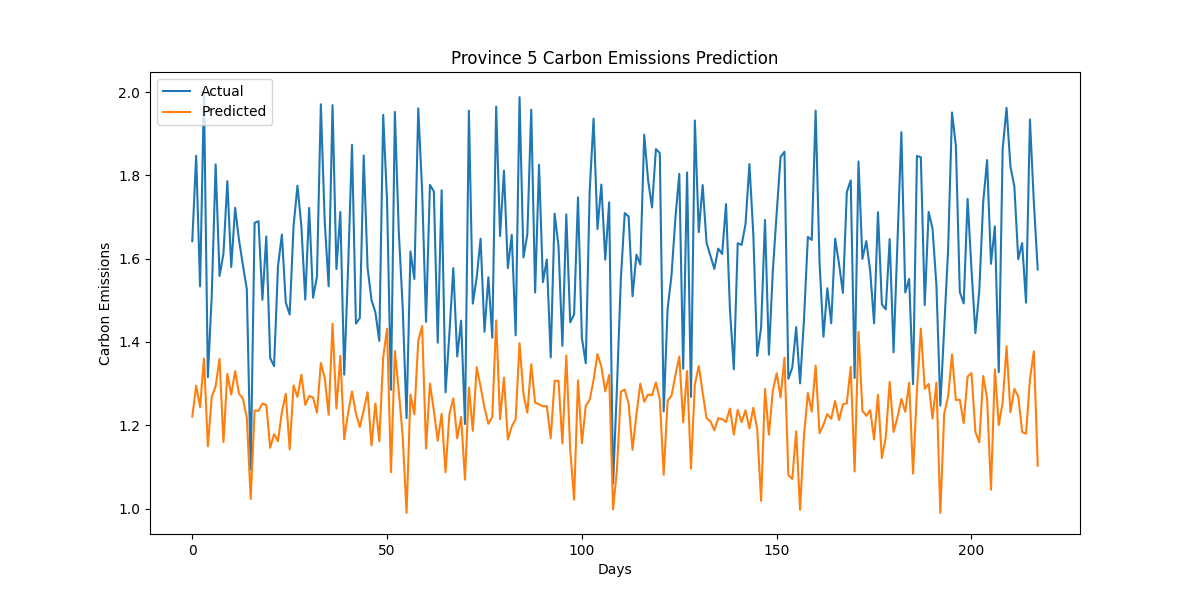 Province 5 Carbon Emissions Prediction
Actual
Predicted
2.0
1.8
1.6
1.4
1.2
1.0
Carbon Emissions
0 50 100 150 200
Days